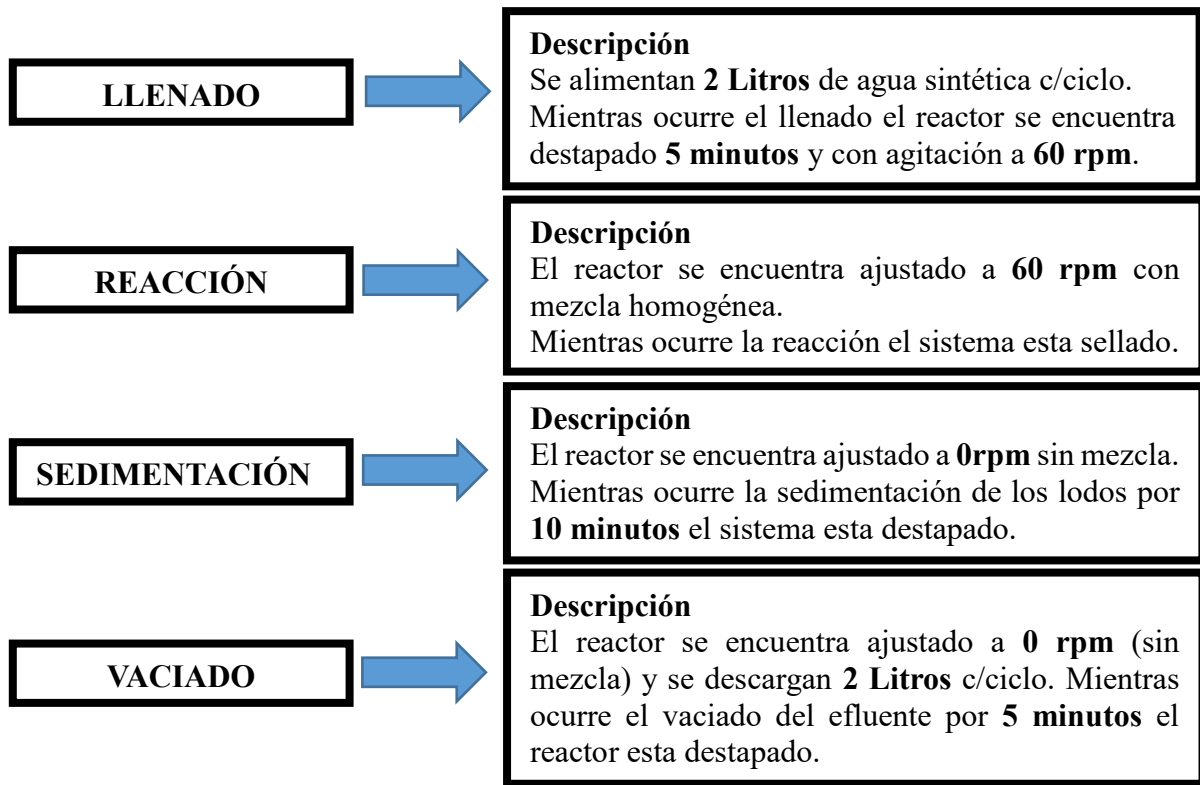 LLENADO
Descripción
Se alimentan 2 Litros de agua sintética c/ciclo.
Mientras ocurre el llenado el reactor se encuentra
destapado 5 minutos y con agitación a 60 rpm.
REACCIÓN
Descripción
El reactor se encuentra ajustado a 60 rpm con
mezcla homogénea.
Mientras ocurre la reacción el sistema esta sellado.
SEDIMENTACIÓN
Descripción
El reactor se encuentra ajustado a 0rpm sin mezcla.
Mientras ocurre la sedimentación de los lodos por
10 minutos el sistema esta destapado.
VACIADO
Descripción
El reactor se encuentra ajustado a 0 rpm (sin
mezcla) y se descargan 2 Litros c/ciclo. Mientras
ocurre el vaciado del efluente por 5 minutos el
reactor esta destapado.